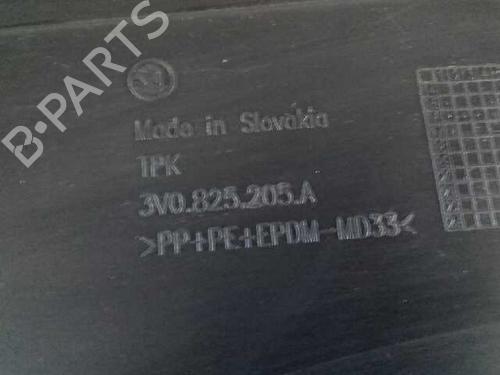 B-PARTS
Made in Slovakia
TPK
3V0.825.205.A
>PP+PE+EPDM-MD33<